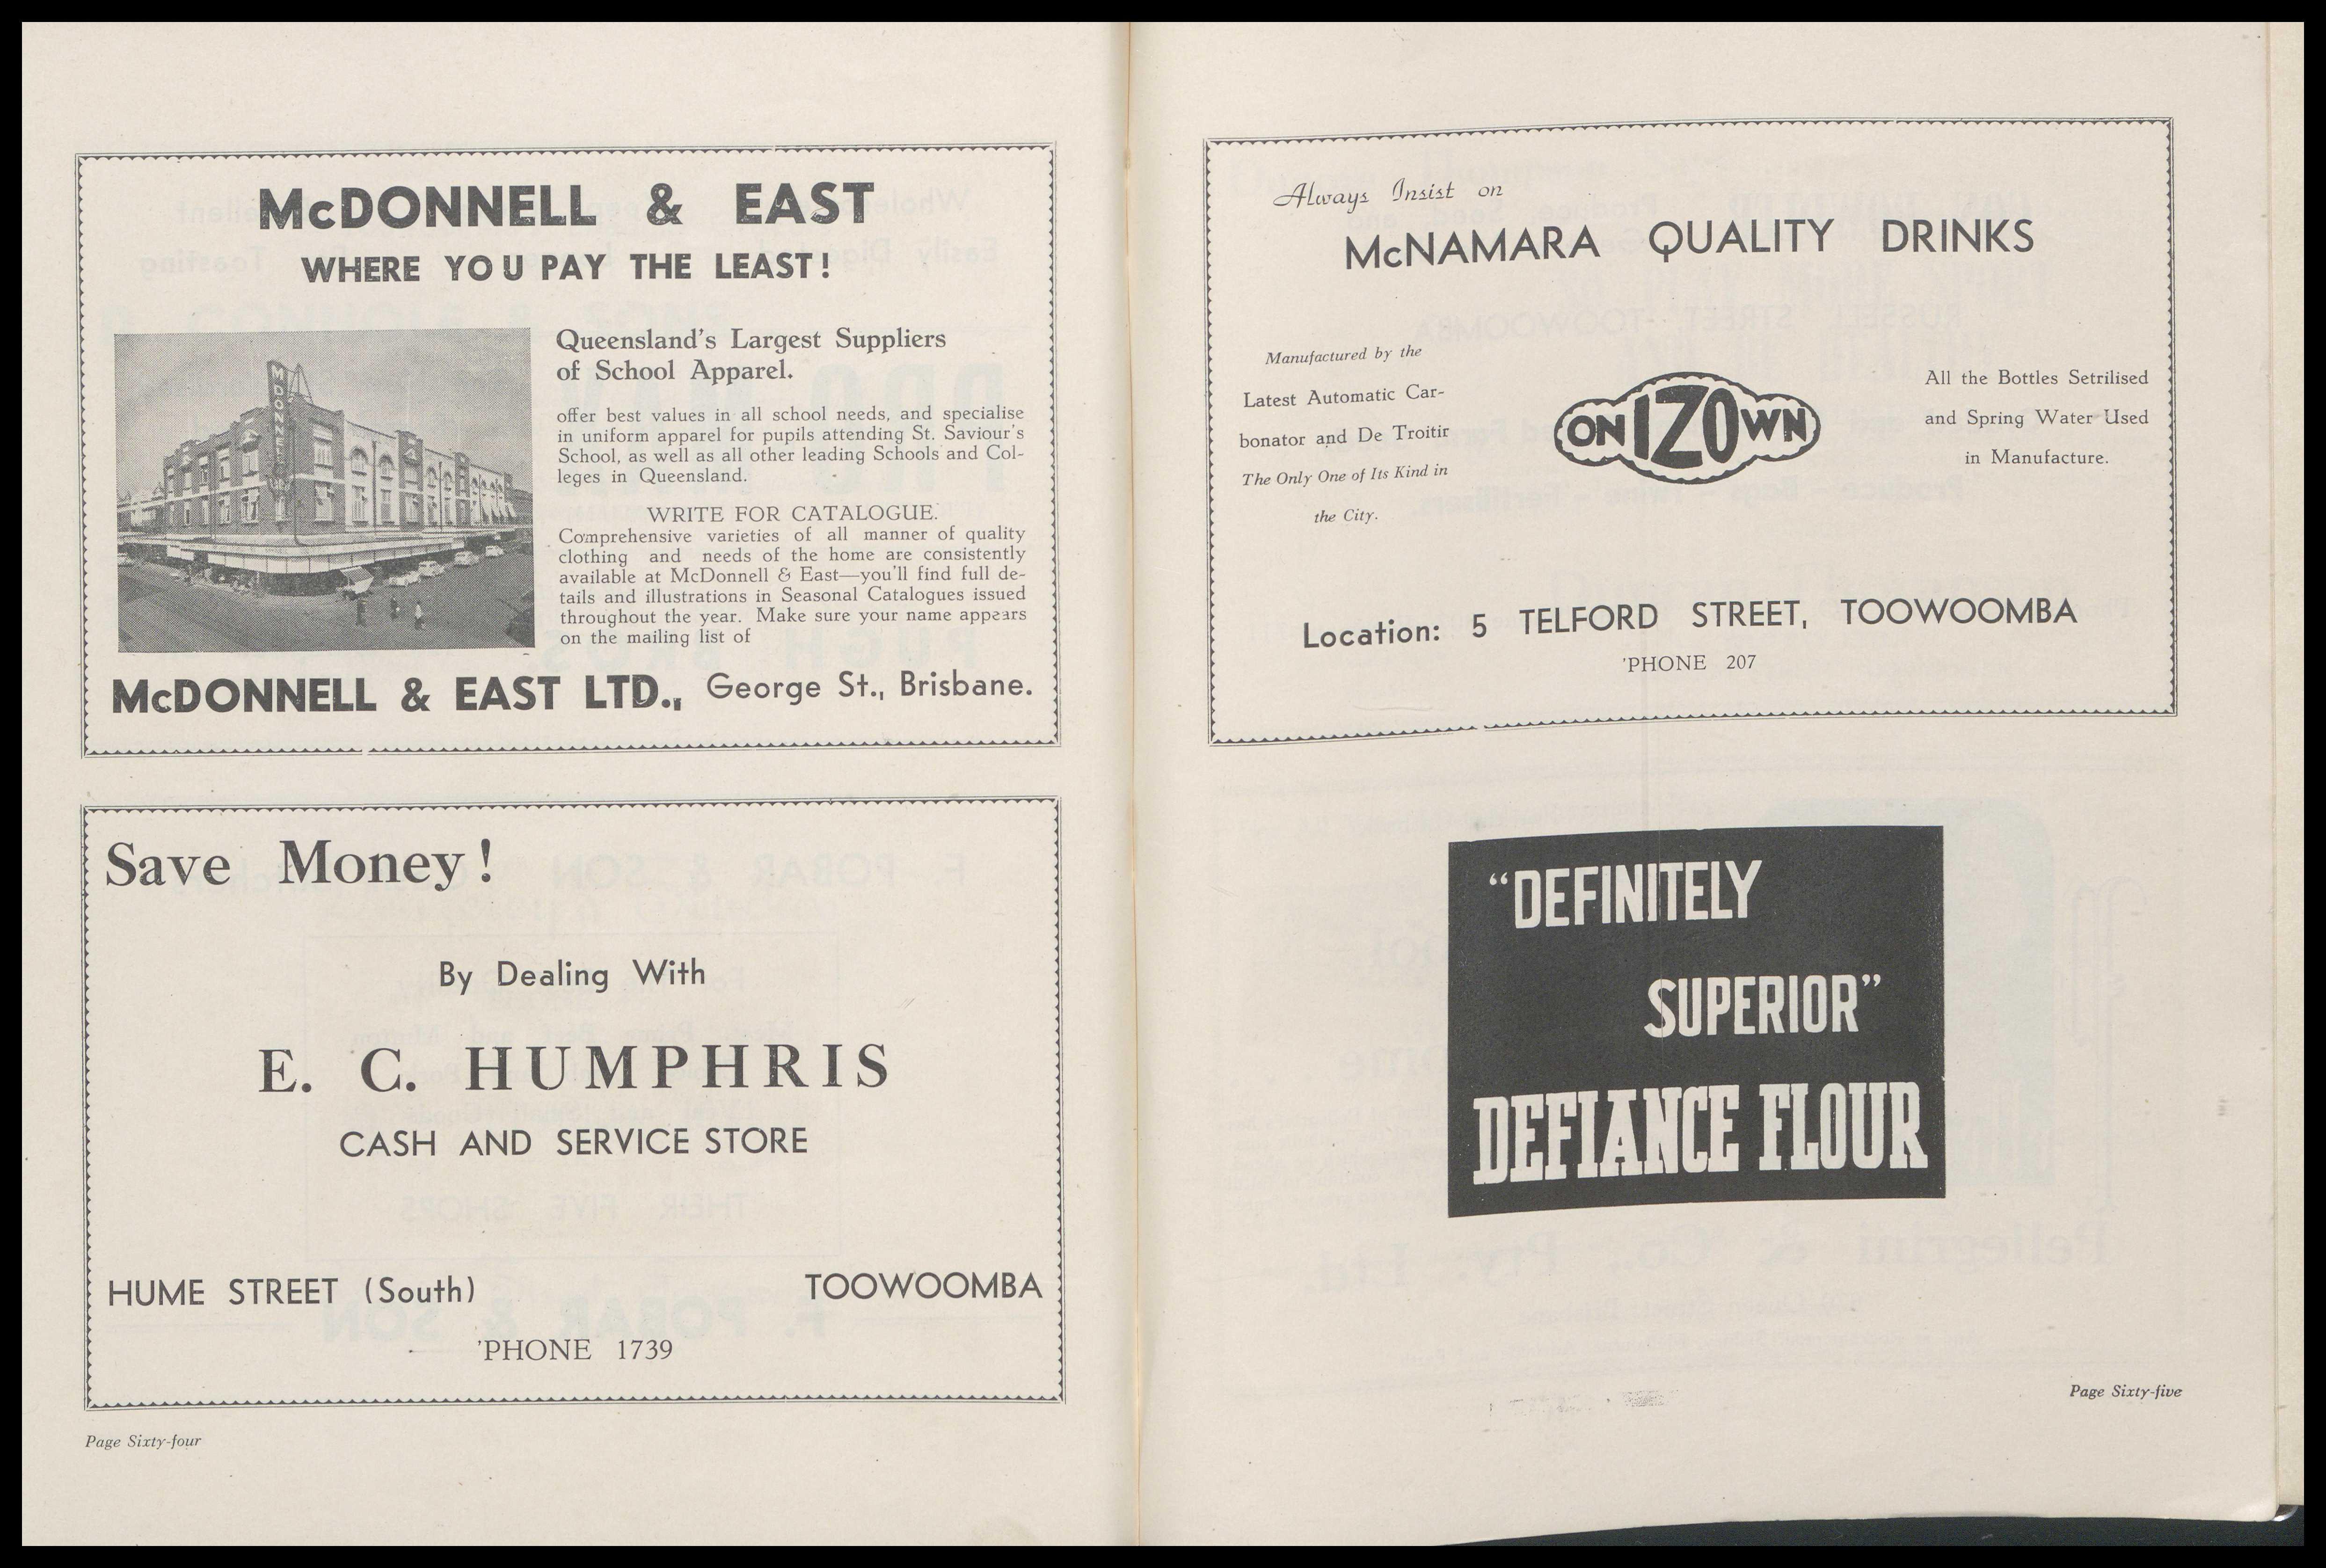 McDONNELL & EAST
WHERE YOU PAY THE LEAST!
McDONNELL
Queensland's Largest Suppliers
of School Apparel.
offer best values in all school needs, and specialise
in uniform apparel for pupils attending St. Saviour's
School, as well as all other leading Schools and Col-
leges in Queensland.
WRITE FOR CATALOGUE.
Comprehensive varieties of all manner of quality
clothing and needs of the home are consistently
available at McDonnell & East—you'll find full de-
tails and illustrations in Seasonal Catalogues issued
throughout the year. Make sure your name appears
on the mailing list of
McDONNELL & EAST LTD., George St., Brisbane.
Save Money!
By Dealing With
E. C. HUMPHRIS
CASH AND SERVICE STORE
HUME STREET (South) TOOWOOMBA
'PHONE 1739
Page Sixty-four
Always Insist on
McNAMARA QUALITY DRINKS
Manufactured by the
Latest Automatic Car-
bonator and De Troitir
The Only One of Its Kind in
the City.
ON IZ OWN
All the Bottles Setrilised
and Spring Water Used
in Manufacture.
Location: 5 TELFORD STREET, TOOWOOMBA
'PHONE 207
"DEFINITELY
SUPERIOR"
DEFIANCE FLOUR
Page Sixty-five